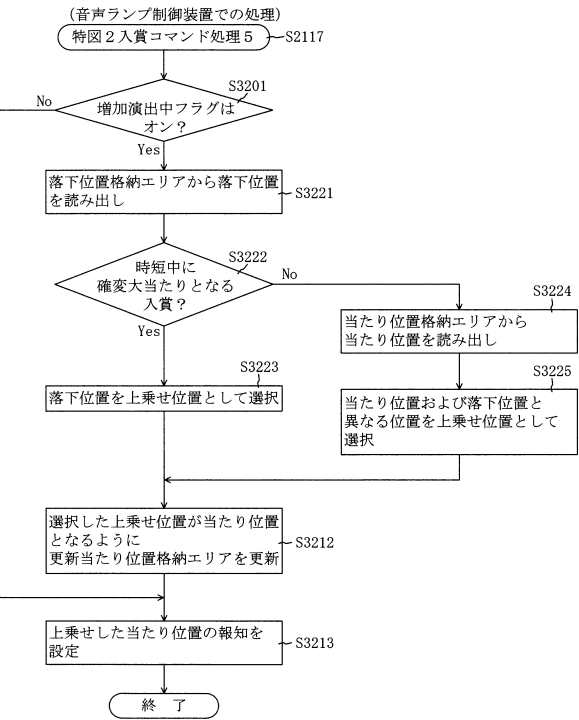 (音声ランプ制御装置での処理)
特図２入賞コマンド処理５
S2117
S3201
No
増加演出中フラグは
オン？
Yes
落下位置格納エリアから落下位置
を読み出し
S3221
S3222
時短中に
確変大当たりとなる
入賞？
No
Yes
S3224
当たり位置格納エリアから
当たり位置を読み出し
S3223
落下位置を上乗せ位置として選択
S3225
当たり位置および落下位置と
異なる位置を上乗せ位置として
選択
選択した上乗せ位置が当たり位置
となるように
更新当たり位置格納エリアを更新
S3212
上乗せした当たり位置の報知を
設定
S3213
終 了